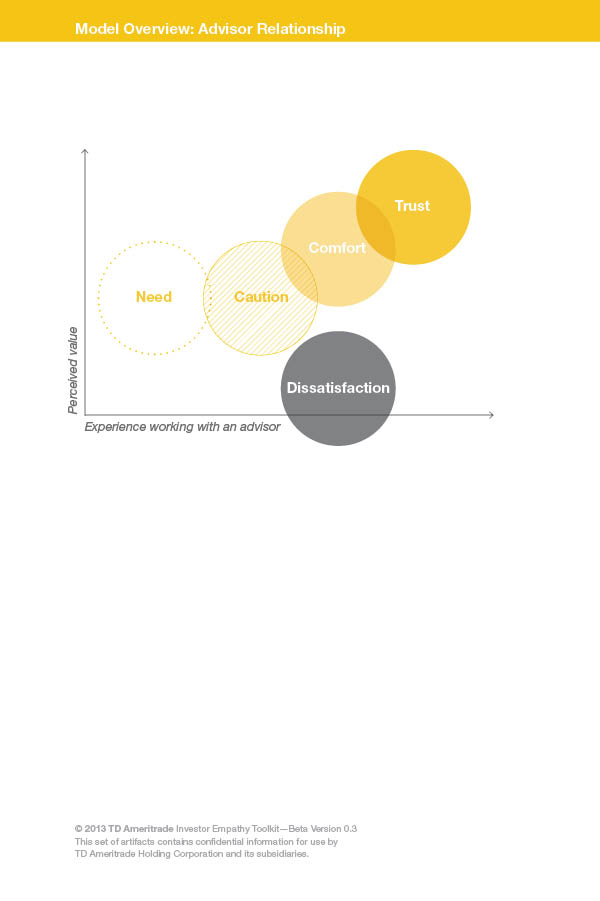 Model Overview: Advisor Relationship
Trust
Comfort
Need
Caution
Dissatisfaction
Perceived value
Experience working with an advisor
© 2013 TD Ameritrade Investor Empathy Toolkit—Beta Version 0.3
This set of artifacts contains confidential information for use by
TD Ameritrade Holding Corporation and its subsidiaries.